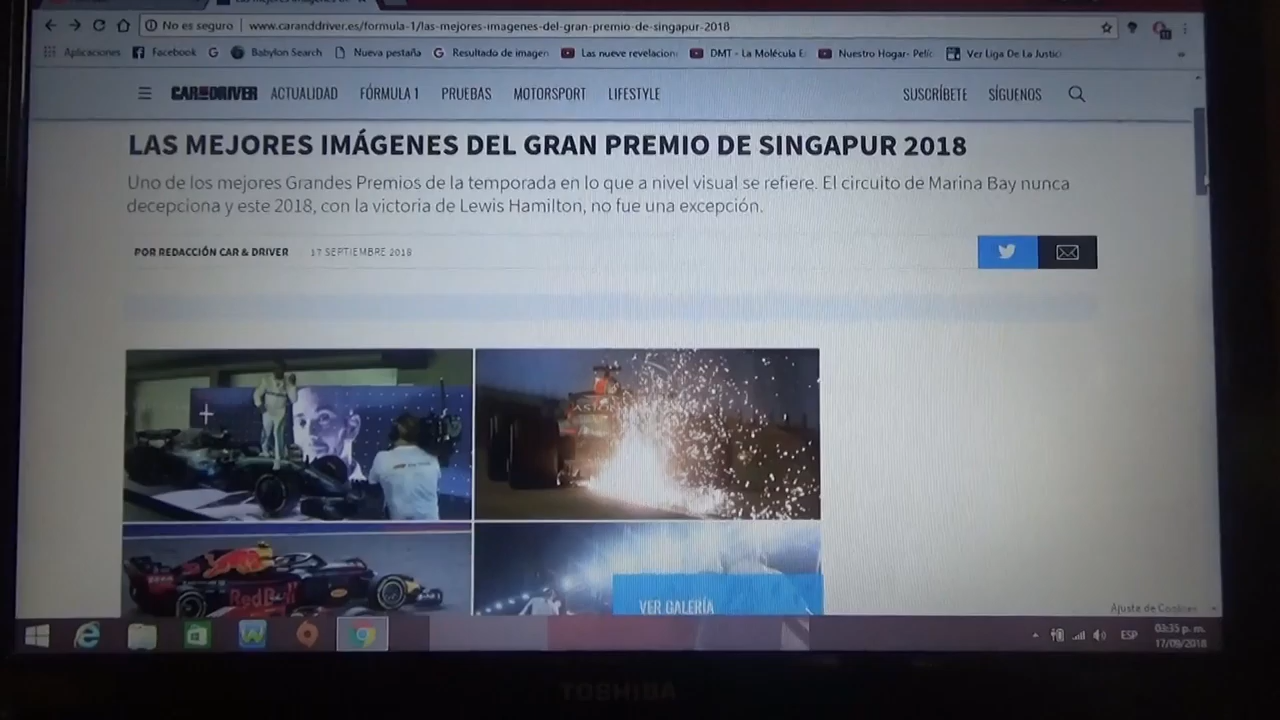 No es seguro | www.caranddriver.es/formula-1/las-mejores-imagenes-del-gran-premio-de-singapur-2018
Aplicaciones Facebook Babylon Search Nueva pestaña Resultado de imagen Las nueve revelacion DMT - La Molécula E Nuestro Hogar- Pelíc Ver Liga De La Justic
CAR AND DRIVER ACTUALIDAD FÓRMULA 1 PRUEBAS MOTORSPORT LIFESTYLE SUSCRÍBETE SÍGUENOS
LAS MEJORES IMÁGENES DEL GRAN PREMIO DE SINGAPUR 2018
Uno de los mejores Grandes Premios de la temporada en lo que a nivel visual se refiere. El circuito de Marina Bay nunca
decepciona y este 2018, con la victoria de Lewis Hamilton, no fue una excepción.
POR REDACCIÓN CAR & DRIVER 17 SEPTIEMBRE 2018
Red Bull
VER GALERÍA
Ajuste de Cookies
ESP
03:35 p. m.
17/09/2018
TOSHIBA